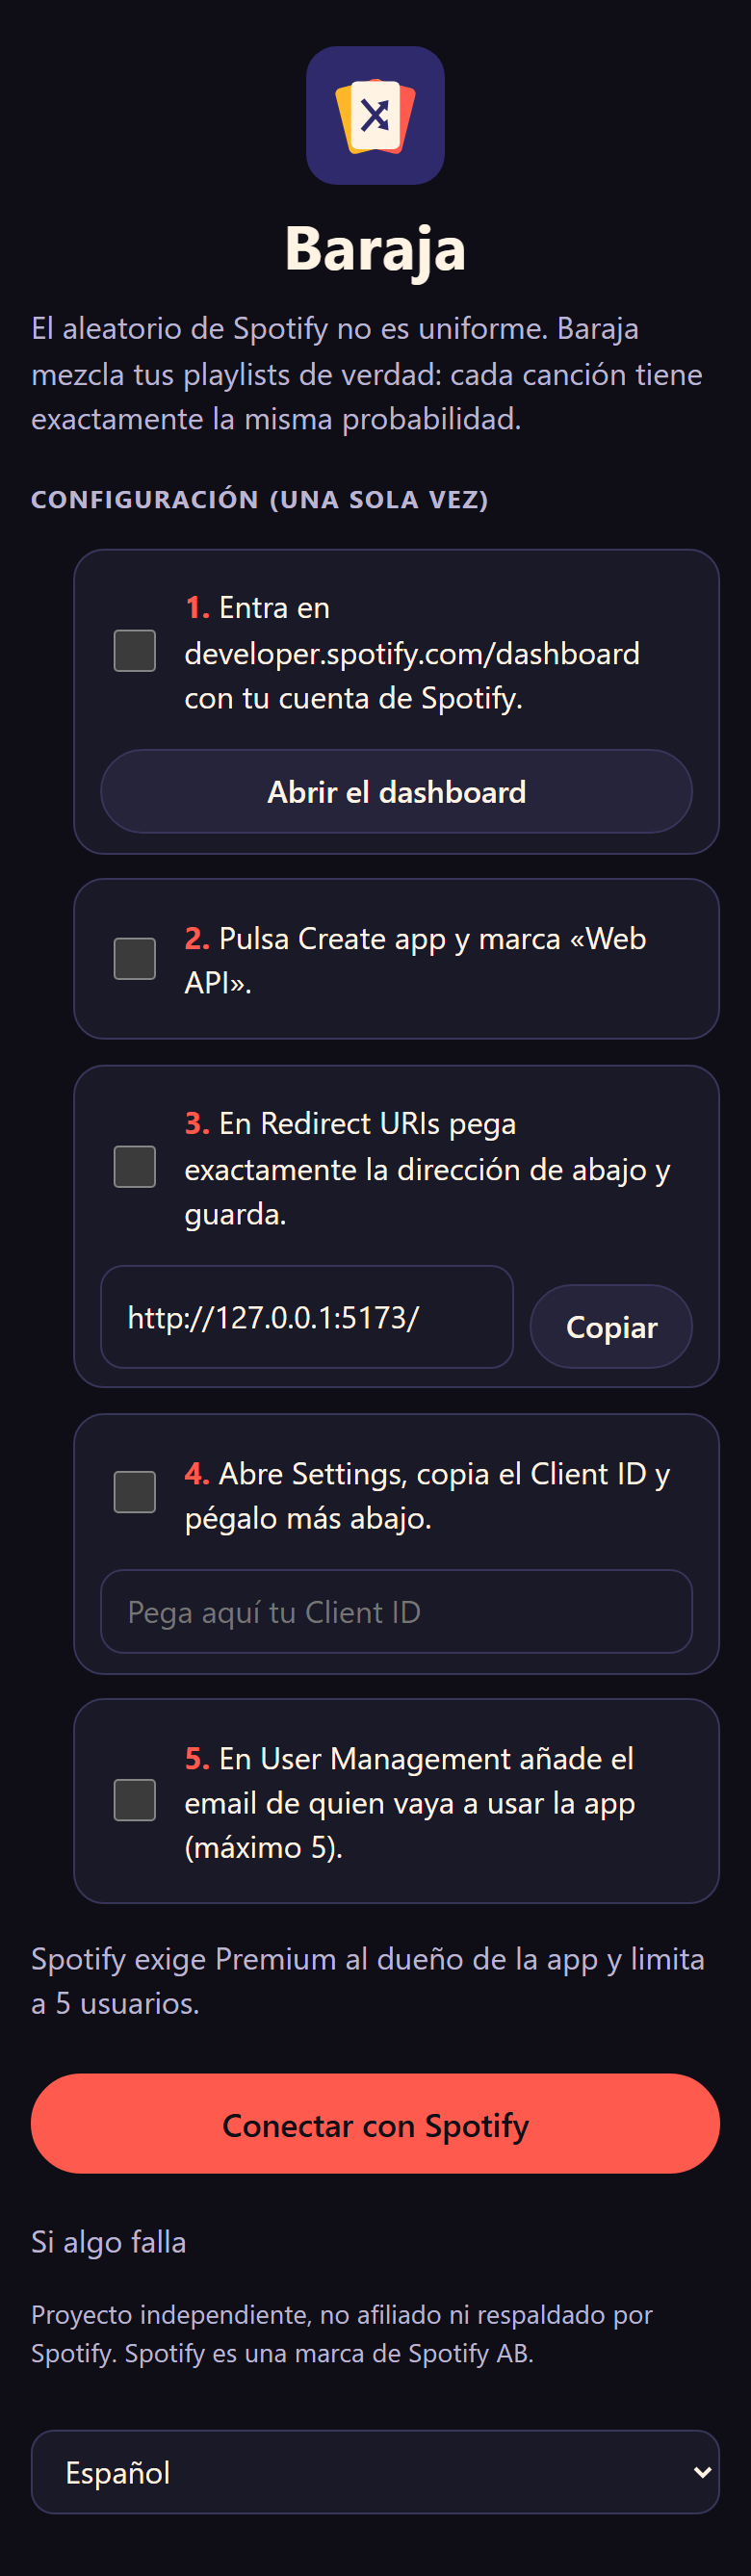 Baraja
El aleatorio de Spotify no es uniforme. Baraja
mezcla tus playlists de verdad: cada canción tiene
exactamente la misma probabilidad.
CONFIGURACIÓN (UNA SOLA VEZ)
1. Entra en
developer.spotify.com/dashboard
con tu cuenta de Spotify.
Abrir el dashboard
2. Pulsa Create app y marca «Web
API».
3. En Redirect URIs pega
exactamente la dirección de abajo y
guarda.
http://127.0.0.1:5173/
Copiar
4. Abre Settings, copia el Client ID y
pégalo más abajo.
Pega aquí tu Client ID
5. En User Management añade el
email de quien vaya a usar la app
(máximo 5).
Spotify exige Premium al dueño de la app y limita
a 5 usuarios.
Conectar con Spotify
Si algo falla
Proyecto independiente, no afiliado ni respaldado por
Spotify. Spotify es una marca de Spotify AB.
Español